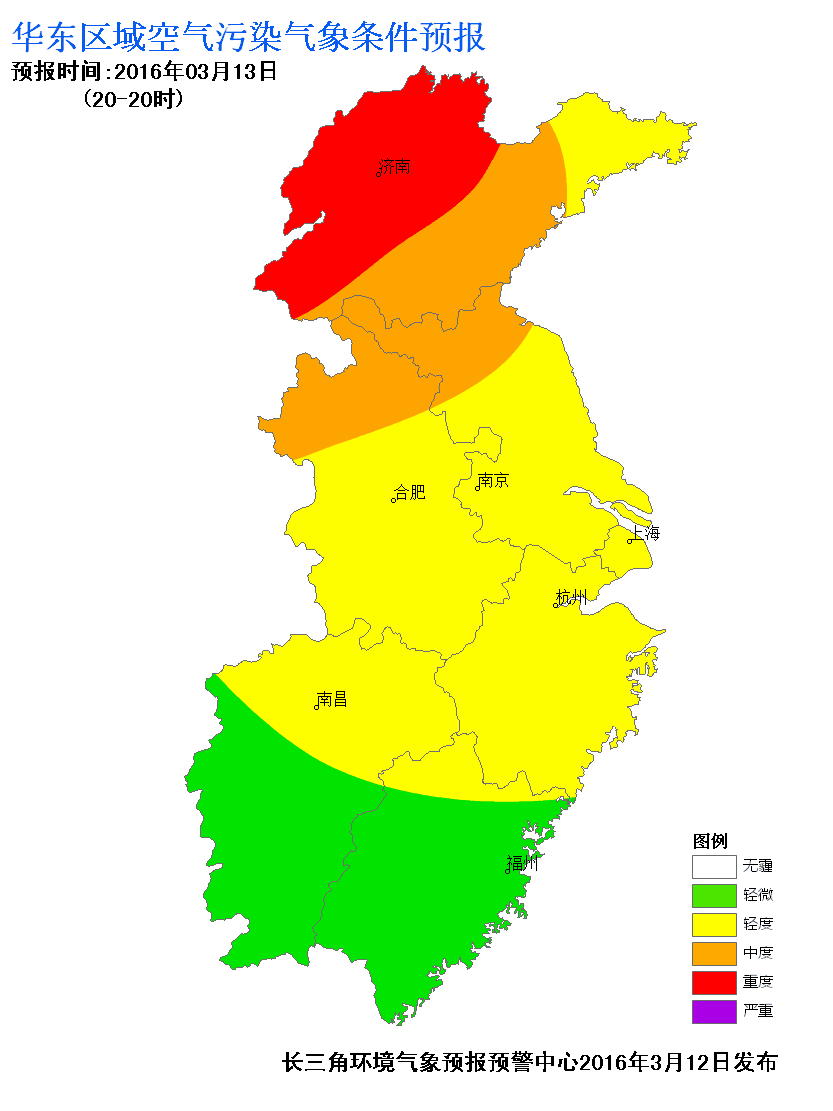 华东区域空气污染气象条件预报
预报时间:2016年03月13日
(20-20时)
济南
合肥
南京
上海
杭州
南昌
福州
图例
无霾
轻微
轻度
中度
重度
严重
长三角环境气象预报预警中心2016年3月12日发布